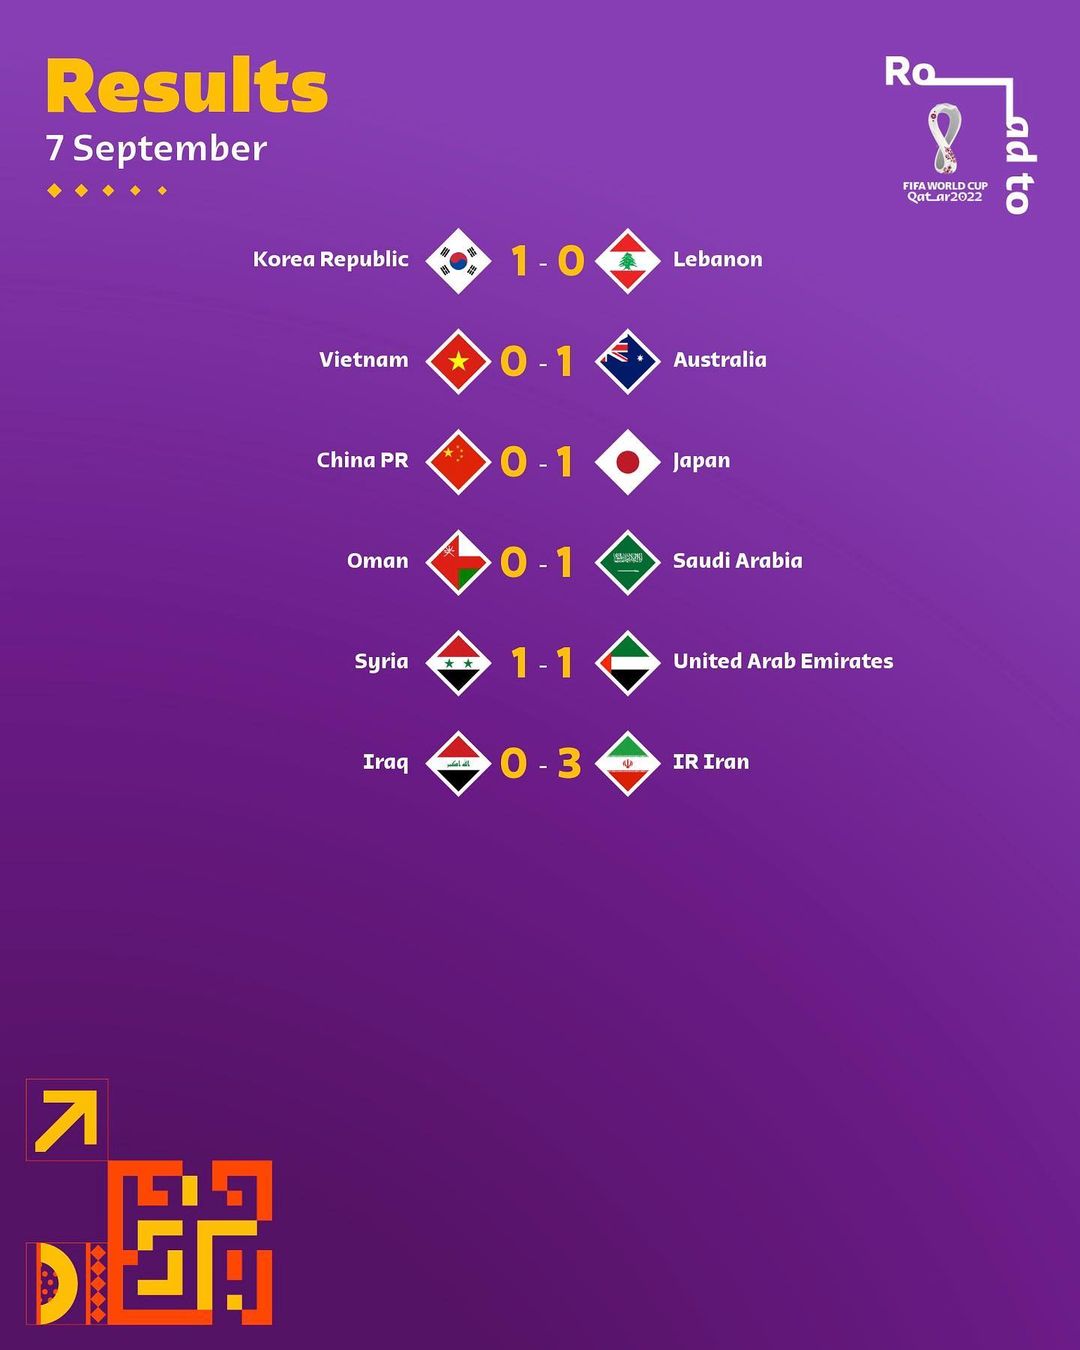 Results
7 September
Road to
FIFA WORLD CUP
Qatar2022
Korea Republic 1 - 0 Lebanon
Vietnam 0 - 1 Australia
China PR 0 - 1 Japan
Oman 0 - 1 Saudi Arabia
Syria 1 - 1 United Arab Emirates
Iraq 0 - 3 IR Iran